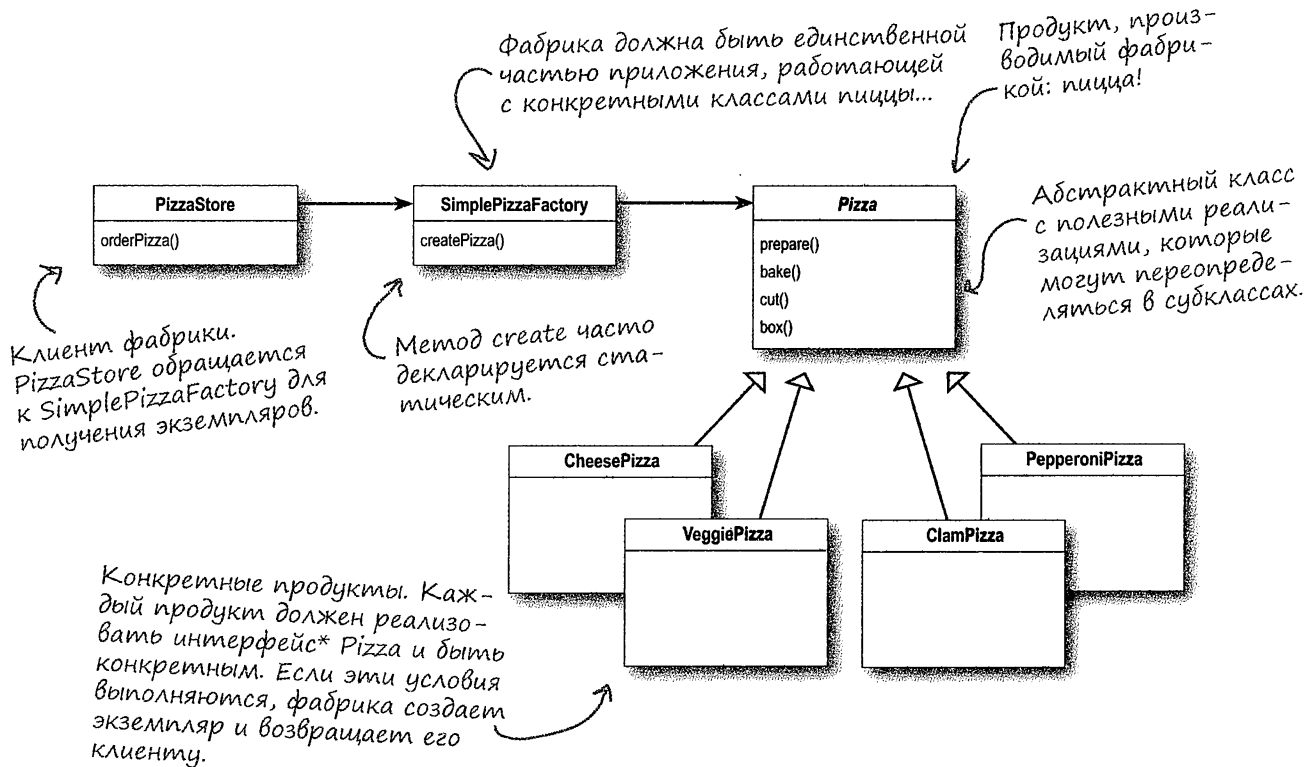 Фабрика должна быть единственной
частью приложения, работающей
с конкретными классами пиццы...
Продукт, произ-
водимый фабри-
кой: пицца!
PizzaStore
orderPizza()
SimplePizzaFactory
createPizza()
Pizza
prepare()
bake()
cut()
box()
Абстрактный класс
с полезными реали-
зациями, которые
могут переопреде-
ляться в субклассах.
Клиент фабрики.
PizzaStore обращается
к SimplePizzaFactory для
получения экземпляров.
Метод create часто
декларируется ста-
тическим.
CheesePizza
VeggiePizza
ClamPizza
PepperoniPizza
Конкретные продукты. Каж-
дый продукт должен реализо-
вать интерфейс* Pizza и быть
конкретным. Если эти условия
выполняются, фабрика создает
экземпляр и возвращает его
клиенту.